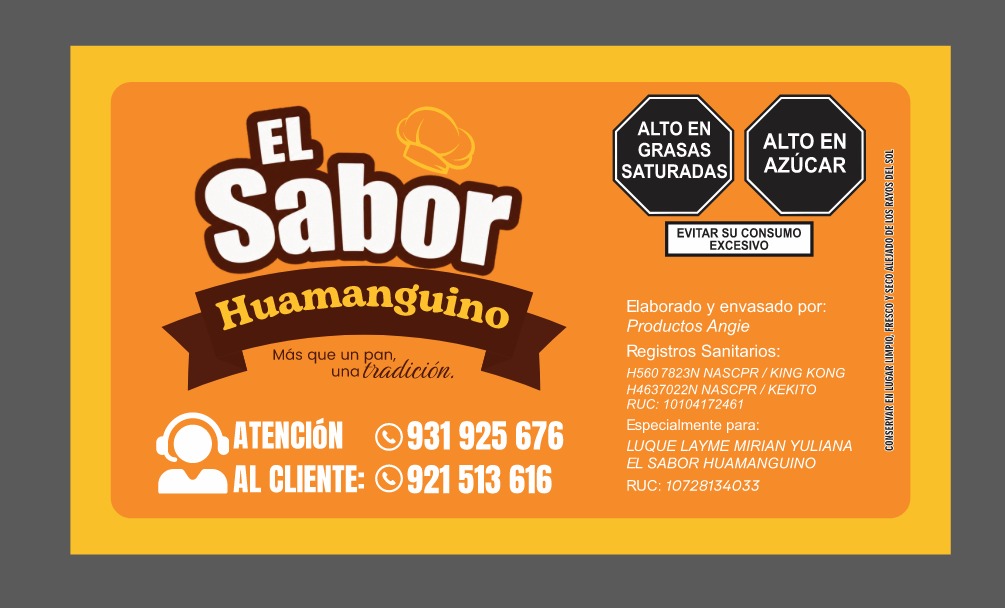 EL
Sabor
Huamanguino
Más que un pan,
una tradición.
ATENCIÓN
AL CLIENTE:
931 925 676
921 513 616
ALTO EN
GRASAS
SATURADAS
ALTO EN
AZÚCAR
EVITAR SU CONSUMO
EXCESIVO
Elaborado y envasado por:
Productos Angie
Registros Sanitarios:
H5607823N NASCPR / KING KONG
H4637022N NASCPR / KEKITO
RUC: 10104172461
Especialmente para:
LUQUE LAYME MIRIAN YULIANA
EL SABOR HUAMANGUINO
RUC: 10728134033
CONSERVAR EN LUGAR LIMPIO, FRESCO Y SECO ALEJADO DE LOS RAYOS DEL SOL